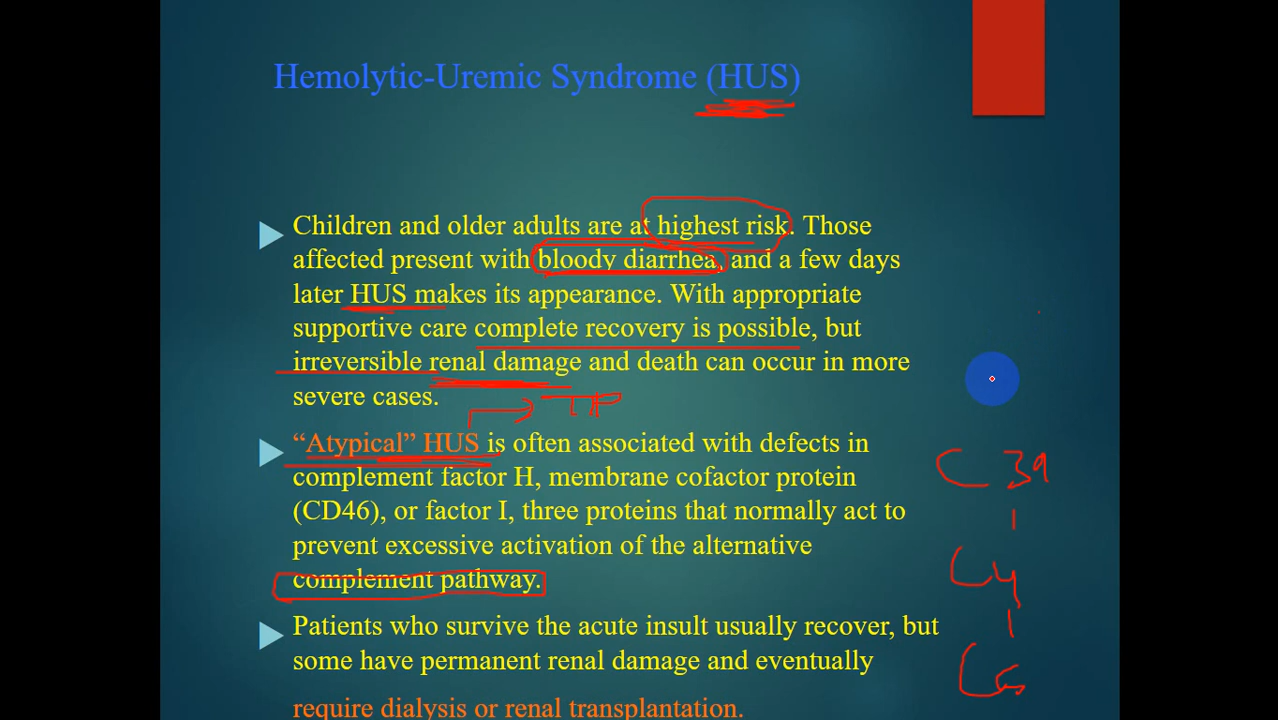 Hemolytic-Uremic Syndrome (HUS)
Children and older adults are at highest risk. Those
affected present with bloody diarrhea, and a few days
later HUS makes its appearance. With appropriate
supportive care complete recovery is possible, but
irreversible renal damage and death can occur in more
severe cases.
“Atypical” HUS is often associated with defects in
complement factor H, membrane cofactor protein
(CD46), or factor I, three proteins that normally act to
prevent excessive activation of the alternative
complement pathway.
Patients who survive the acute insult usually recover, but
some have permanent renal damage and eventually
require dialysis or renal transplantation.
C4